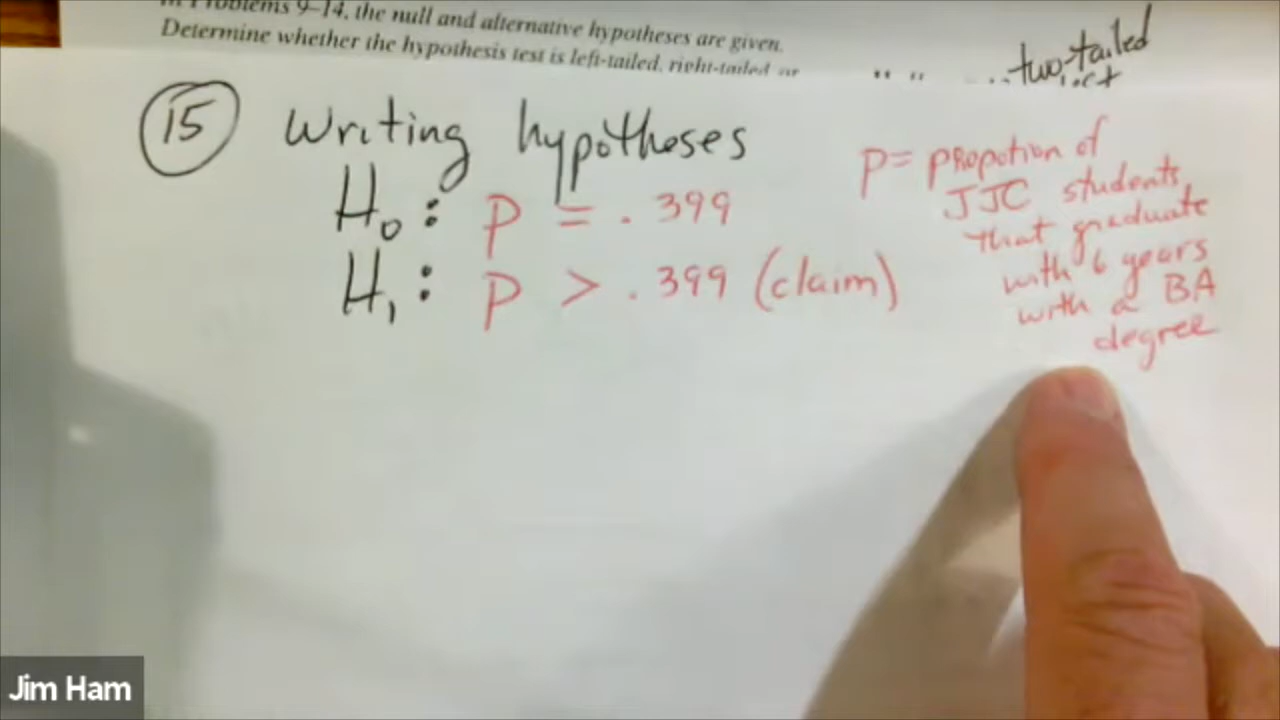 In Problems 9–14, the null and alternative hypotheses are given.
Determine whether the hypothesis test is left-tailed, right-tailed or
two-tailed
15 Writing hypotheses
H₀: P = .399
H₁: P > .399 (claim)
P = propotion of
JJC students
that graduate
with 6 years
with a BA
degree
Jim Ham